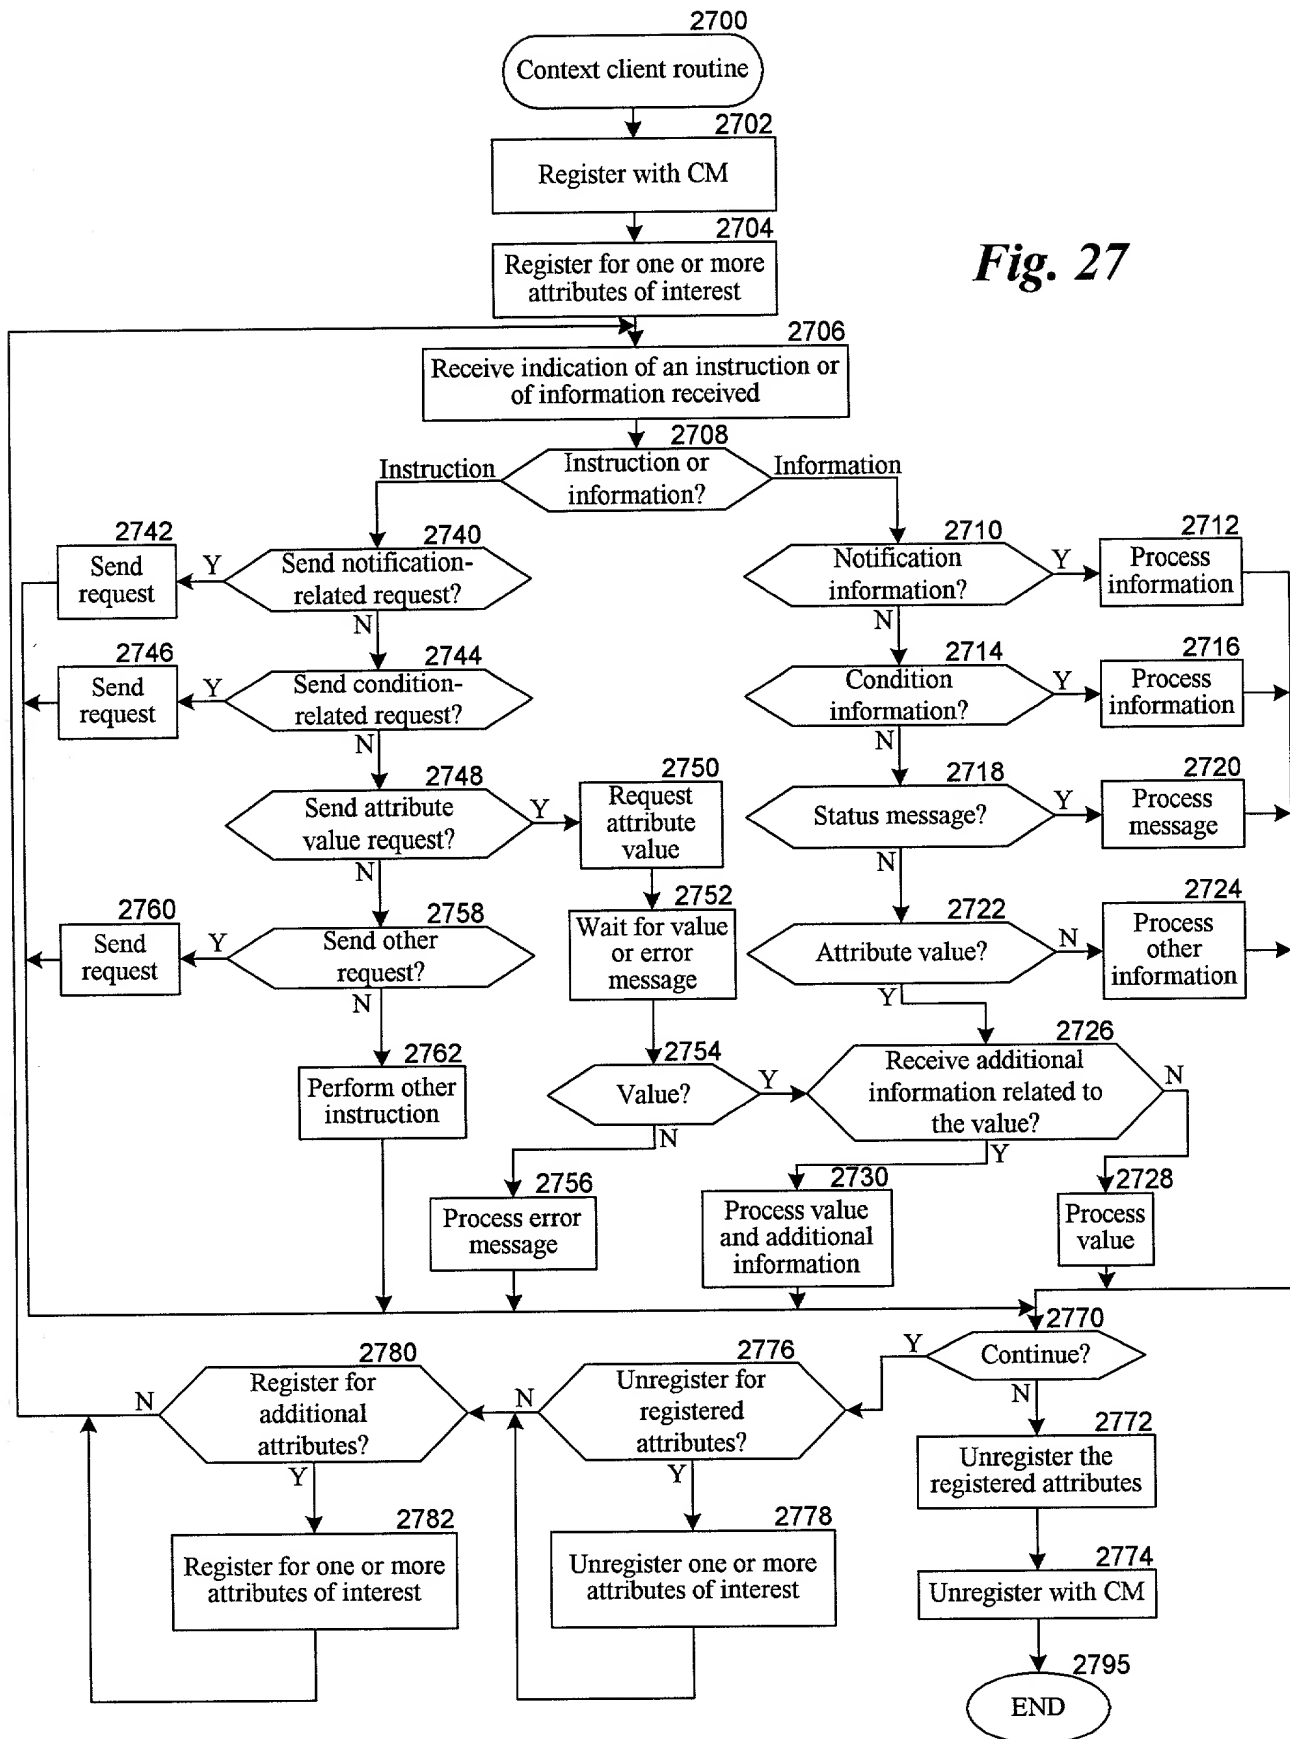 2700
Context client routine
2702
Register with CM
2704
Register for one or more
attributes of interest
Fig. 27
2706
Receive indication of an instruction or
of information received
2708
Instruction
Instruction or
information?
Information
2742
Send
request
Y
2740
Send notification-
related request?
N
2710
Notification
information?
Y
N
2712
Process
information
2746
Send
request
Y
2744
Send condition-
related request?
N
2714
Condition
information?
Y
N
2716
Process
information
2748
Send attribute
value request?
Y
N
2750
Request
attribute
value
2718
Status message?
Y
N
2720
Process
message
2760
Send
request
Y
2758
Send other
request?
N
2752
Wait for value
or error
message
2722
Attribute value?
N
Y
2724
Process
other
information
2762
Perform other
instruction
2754
Value?
Y
N
2726
Receive additional
information related to
the value?
N
Y
2756
Process error
message
2730
Process value
and additional
information
2728
Process
value
2770
Continue?
Y
N
2780
Register for
additional
attributes?
N
Y
2776
Unregister for
registered
attributes?
N
Y
2772
Unregister the
registered attributes
2782
Register for one or more
attributes of interest
2778
Unregister one or more
attributes of interest
2774
Unregister with CM
2795
END